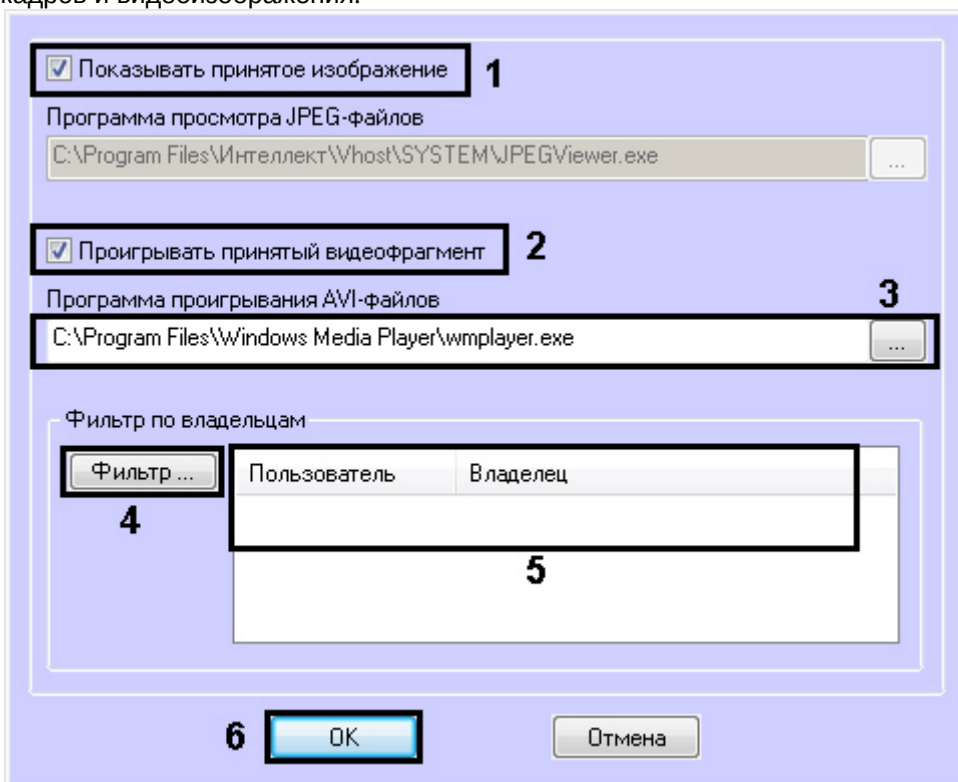 кадров и видеоизображения.
Показывать принятое изображение 1
Программа просмотра JPEG-файлов
C:\Program Files\Интеллект\Vhost\SYSTEM\JPEGViewer.exe ...
Проигрывать принятый видеофрагмент 2
Программа проигрывания AVI-файлов 3
C:\Program Files\Windows Media Player\wmplayer.exe ...
Фильтр по владельцам
Фильтр ... Пользователь Владелец
4
5
6 OK Отмена